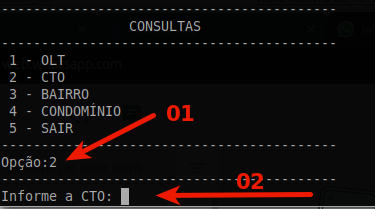 CONSULTAS
1 - OLT
2 - CTO
3 - BAIRRO
4 - CONDOMÍNIO
5 - SAIR
01
Opção:2
02
Informe a CTO: